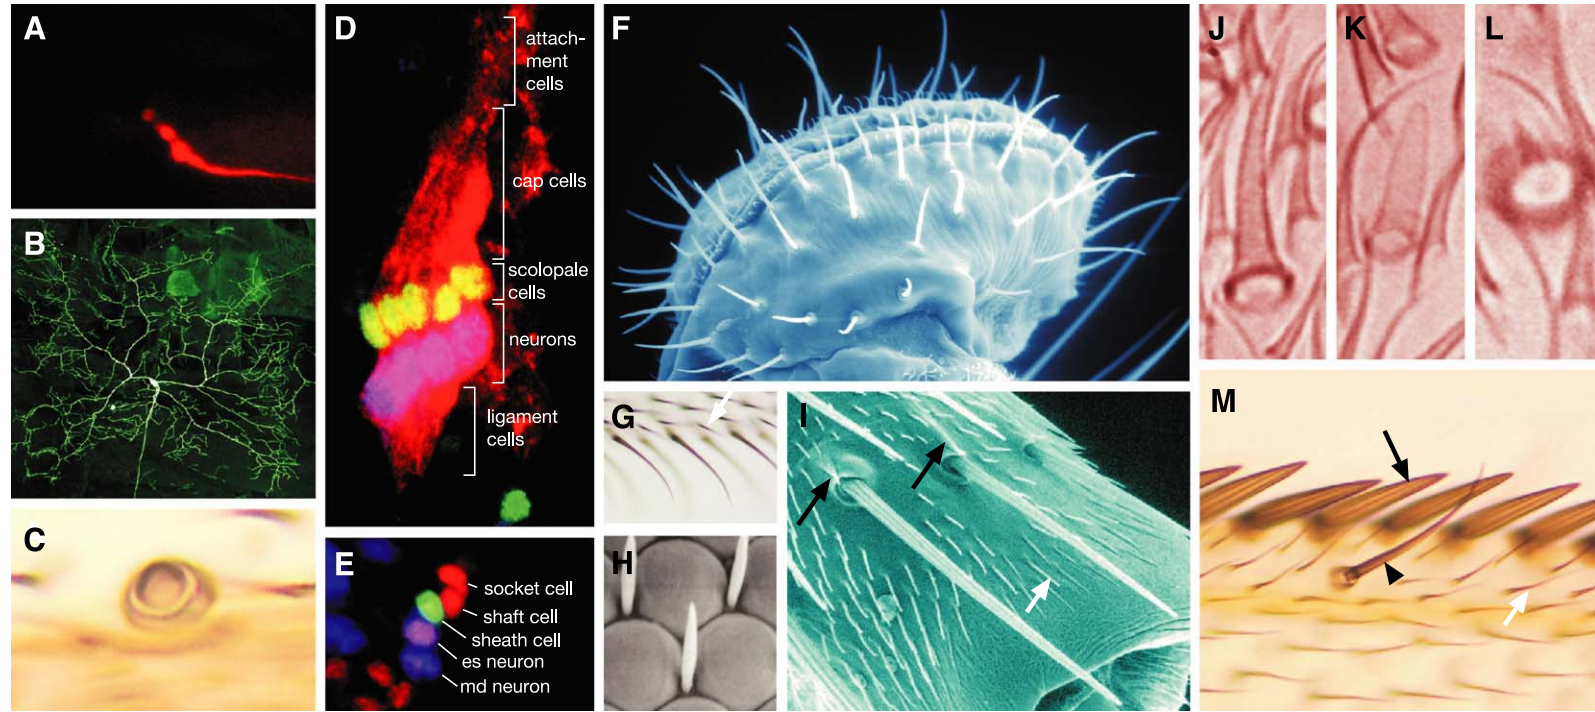 A
B
C
D
attach-
ment
cells
cap cells
scolopale
cells
neurons
ligament
cells
E
socket cell
shaft cell
sheath cell
es neuron
md neuron
F
G
H
I
J
K
L
M